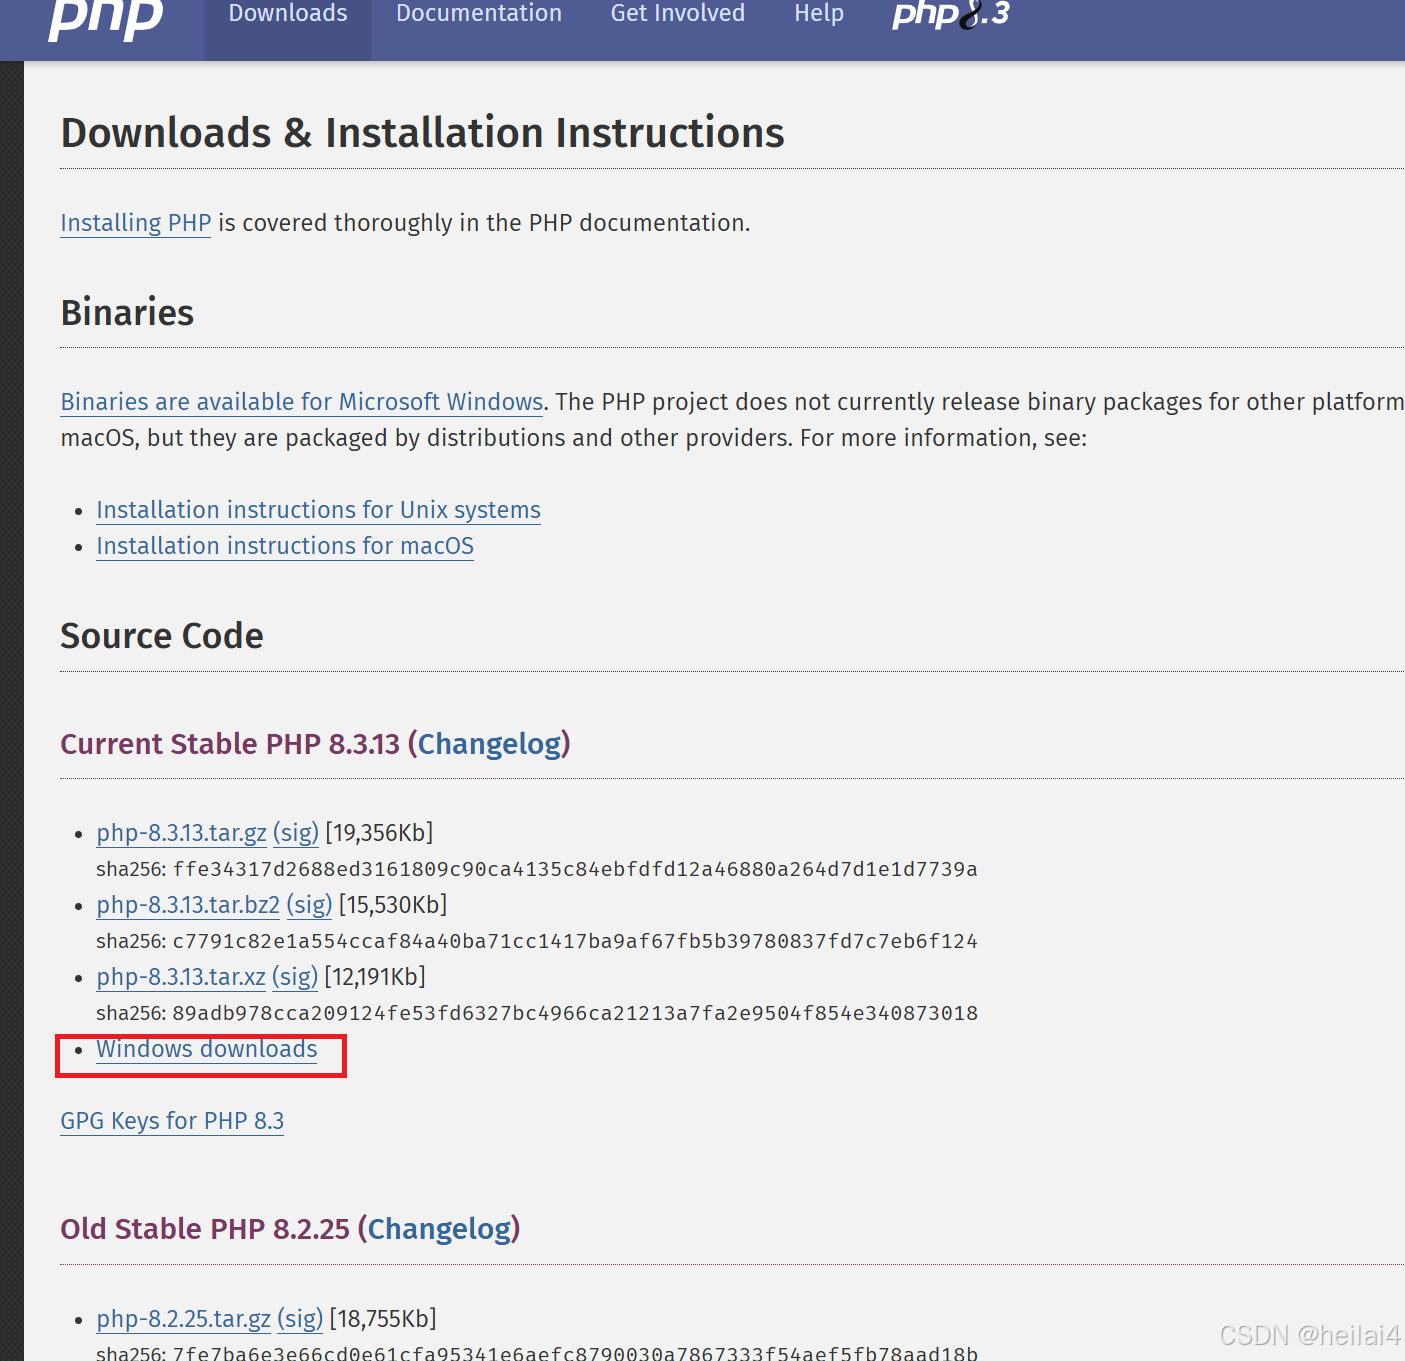 php Downloads Documentation Get Involved Help php8.3
Downloads & Installation Instructions
Installing PHP is covered thoroughly in the PHP documentation.
Binaries
Binaries are available for Microsoft Windows. The PHP project does not currently release binary packages for other platform
macOS, but they are packaged by distributions and other providers. For more information, see:
• Installation instructions for Unix systems
• Installation instructions for macOS
Source Code
Current Stable PHP 8.3.13 (Changelog)
• php-8.3.13.tar.gz (sig) [19,356Kb]
sha256: ffe34317d2688ed3161809c90ca4135c84ebfdfd12a46880a264d7d1e1d7739a
• php-8.3.13.tar.bz2 (sig) [15,530Kb]
sha256: c7791c82e1a554ccaf84a40ba71cc1417ba9af67fb5b39780837fd7c7eb6f124
• php-8.3.13.tar.xz (sig) [12,191Kb]
sha256: 89adb978cca209124fe53fd6327bc4966ca21213a7fa2e9504f854e340873018
• Windows downloads
GPG Keys for PHP 8.3
Old Stable PHP 8.2.25 (Changelog)
• php-8.2.25.tar.gz (sig) [18,755Kb]
sha256: 7fe7ba6e3e66cd0e61cfa95341e6aefc8790030a7867333f54aef5fb78aad18b
CSDN @heilai4